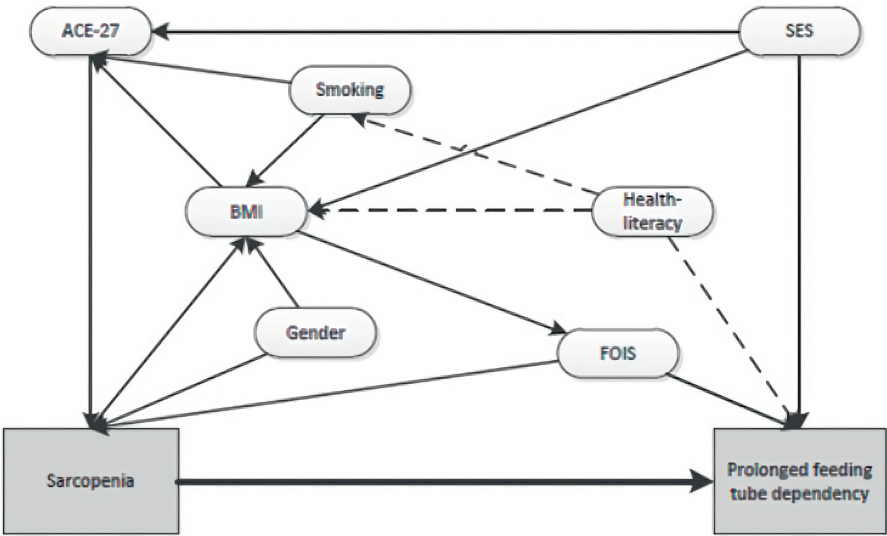 ACE-27
SES
Smoking
Health-
literacy
BMI
Gender
FOIS
Sarcopenia
Prolonged feeding
tube dependency